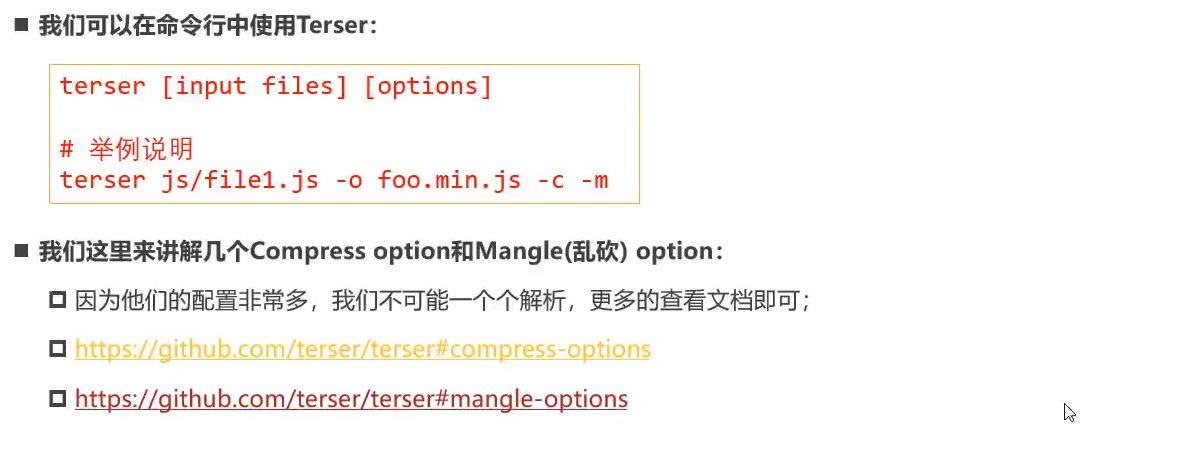 我们可以在命令行中使用Terser：
terser [input files] [options]
# 举例说明
terser js/file1.js -o foo.min.js -c -m
我们这里来讲解几个Compress option和Mangle(乱砍) option：
因为他们的配置非常多，我们不可能一个个解析，更多的查看文档即可；
https://github.com/terser/terser#compress-options
https://github.com/terser/terser#mangle-options